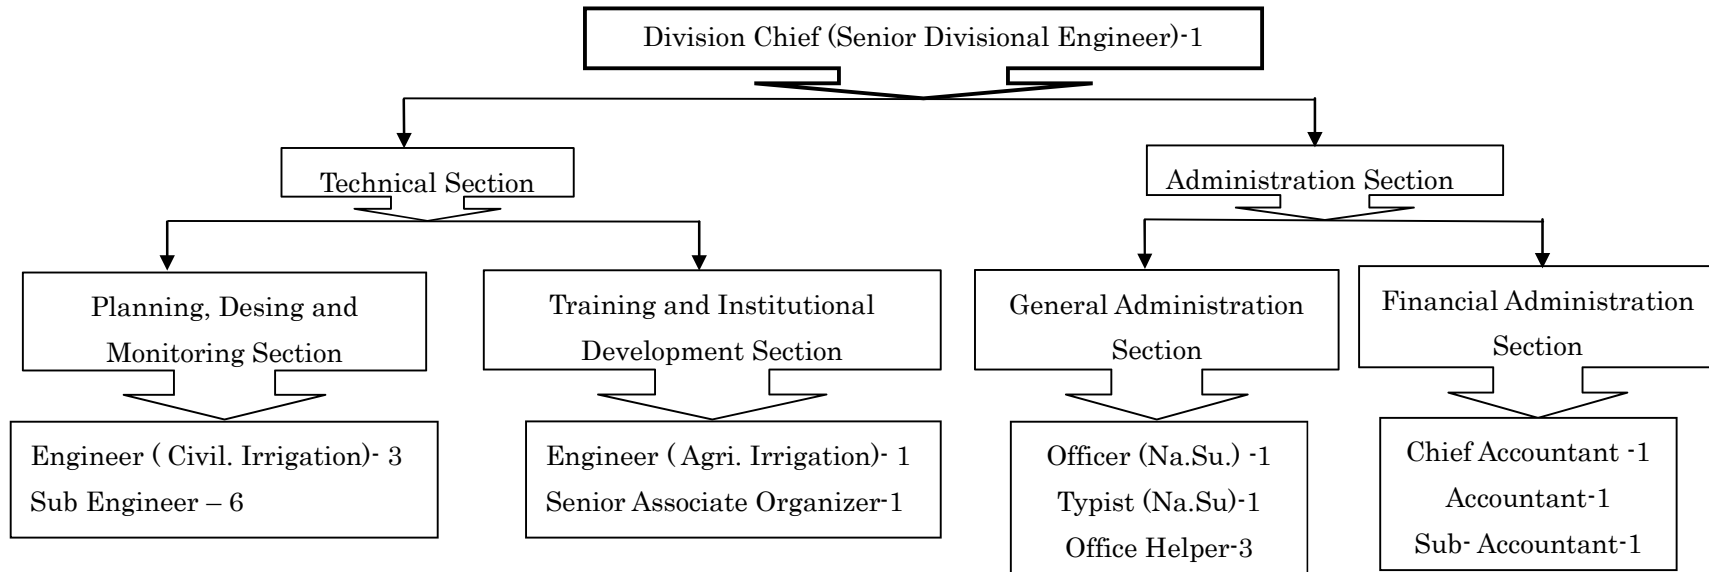 Division Chief (Senior Divisional Engineer)-1
Technical Section
Administration Section
Planning, Desing and
Monitoring Section
Training and Institutional
Development Section
General Administration
Section
Financial Administration
Section
Engineer ( Civil. Irrigation)- 3
Sub Engineer – 6
Engineer ( Agri. Irrigation)- 1
Senior Associate Organizer-1
Officer (Na.Su.) -1
Typist (Na.Su)-1
Office Helper-3
Chief Accountant -1
Accountant-1
Sub- Accountant-1